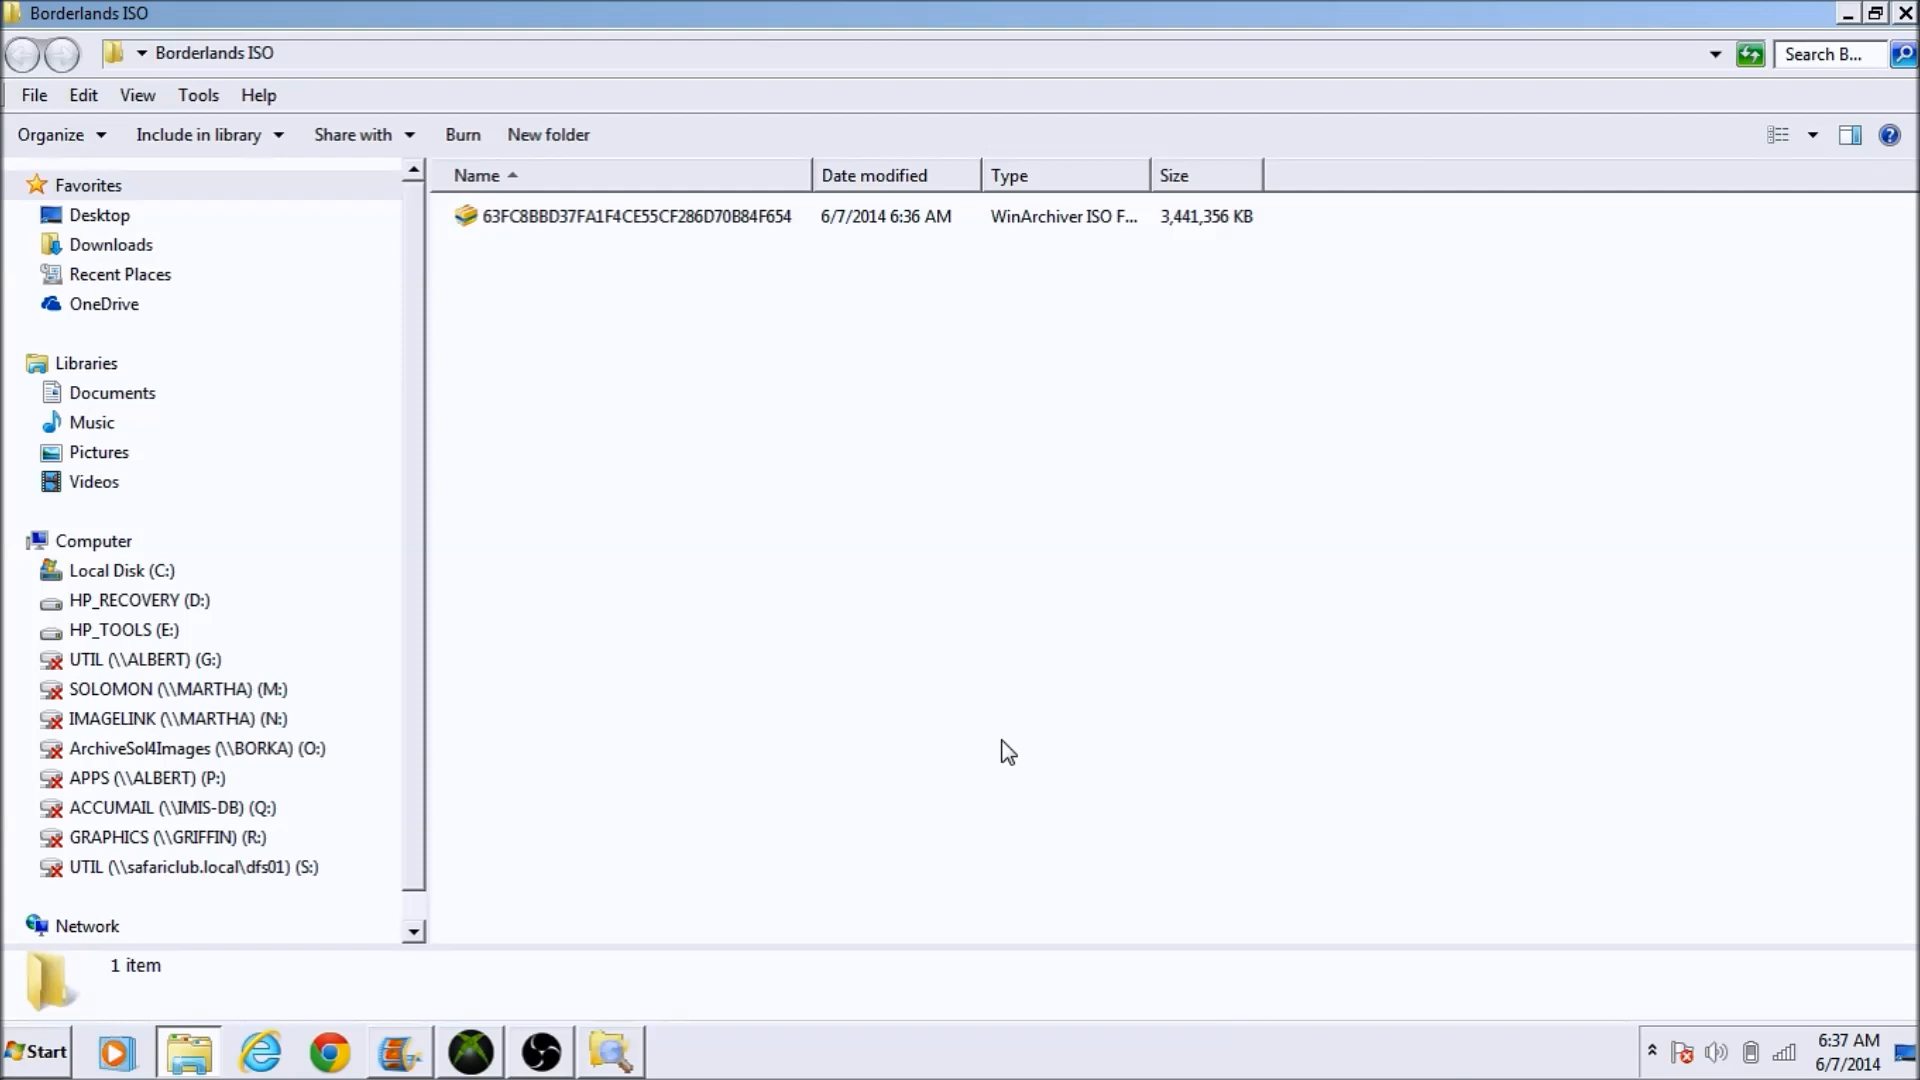 Borderlands ISO
Borderlands ISO
Search B...
File Edit View Tools Help
Organize Include in library Share with Burn New folder
Name Date modified Type Size
63FC8BBD37FA1F4CE55CF286D70B84F654 6/7/2014 6:36 AM WinArchiver ISO F... 3,441,356 KB
Favorites
Desktop
Downloads
Recent Places
OneDrive
Libraries
Documents
Music
Pictures
Videos
Computer
Local Disk (C:)
HP_RECOVERY (D:)
HP_TOOLS (E:)
UTIL (\\ALBERT) (G:)
SOLOMON (\\MARTHA) (M:)
IMAGELINK (\\MARTHA) (N:)
ArchiveSol4Images (\\BORKA) (O:)
APPS (\\ALBERT) (P:)
ACCUMAIL (\\IMIS-DB) (Q:)
GRAPHICS (\\GRIFFIN) (R:)
UTIL (\\safariclub.local\dfs01) (S:)
Network
1 item
Start
6:37 AM
6/7/2014